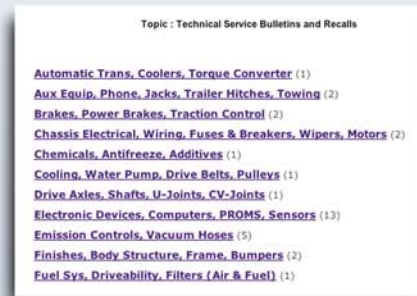 Topic : Technical Service Bulletins and Recalls
Automatic Trans, Coolers, Torque Converter (1)
Aux Equip, Phone, Jacks, Trailer Hitches, Towing (2)
Brakes, Power Brakes, Traction Control (2)
Chassis Electrical, Wiring, Fuses & Breakers, Wipers, Motors (2)
Chemicals, Antifreeze, Additives (1)
Cooling, Water Pump, Drive Belts, Pulleys (1)
Drive Axles, Shafts, U-Joints, CV-Joints (1)
Electronic Devices, Computers, PROMS, Sensors (13)
Emission Controls, Vacuum Hoses (5)
Finishes, Body Structure, Frame, Bumpers (2)
Fuel Sys, Driveability, Filters (Air & Fuel) (1)